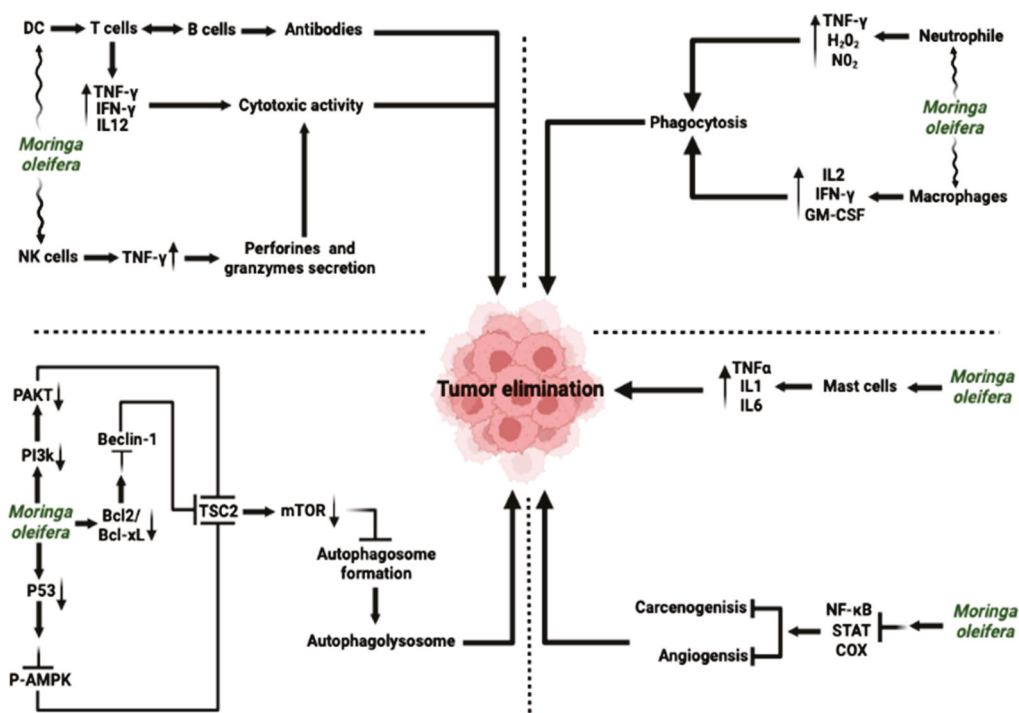 DC
T cells
B cells
Antibodies
TNF-γ
IFN-γ
IL12
Cytotoxic activity
Moringa
oleifera
NK cells
TNF-γ
Perforines and
granzymes secretion
TNF-γ
H₂O₂
NO₂
Neutrophile
Phagocytosis
Moringa
oleifera
IL2
IFN-γ
GM-CSF
Macrophages
Tumor elimination
TNFα
IL1
IL6
Mast cells
Moringa
oleifera
PAKT
PI3k
Beclin-1
Moringa
oleifera
Bcl2/
Bcl-xL
TSC2
mTOR
Autophagosome
formation
P53
Autophagolysosome
P-AMPK
Carcenogenisis
Angiogensis
NF-κB
STAT
COX
Moringa
oleifera